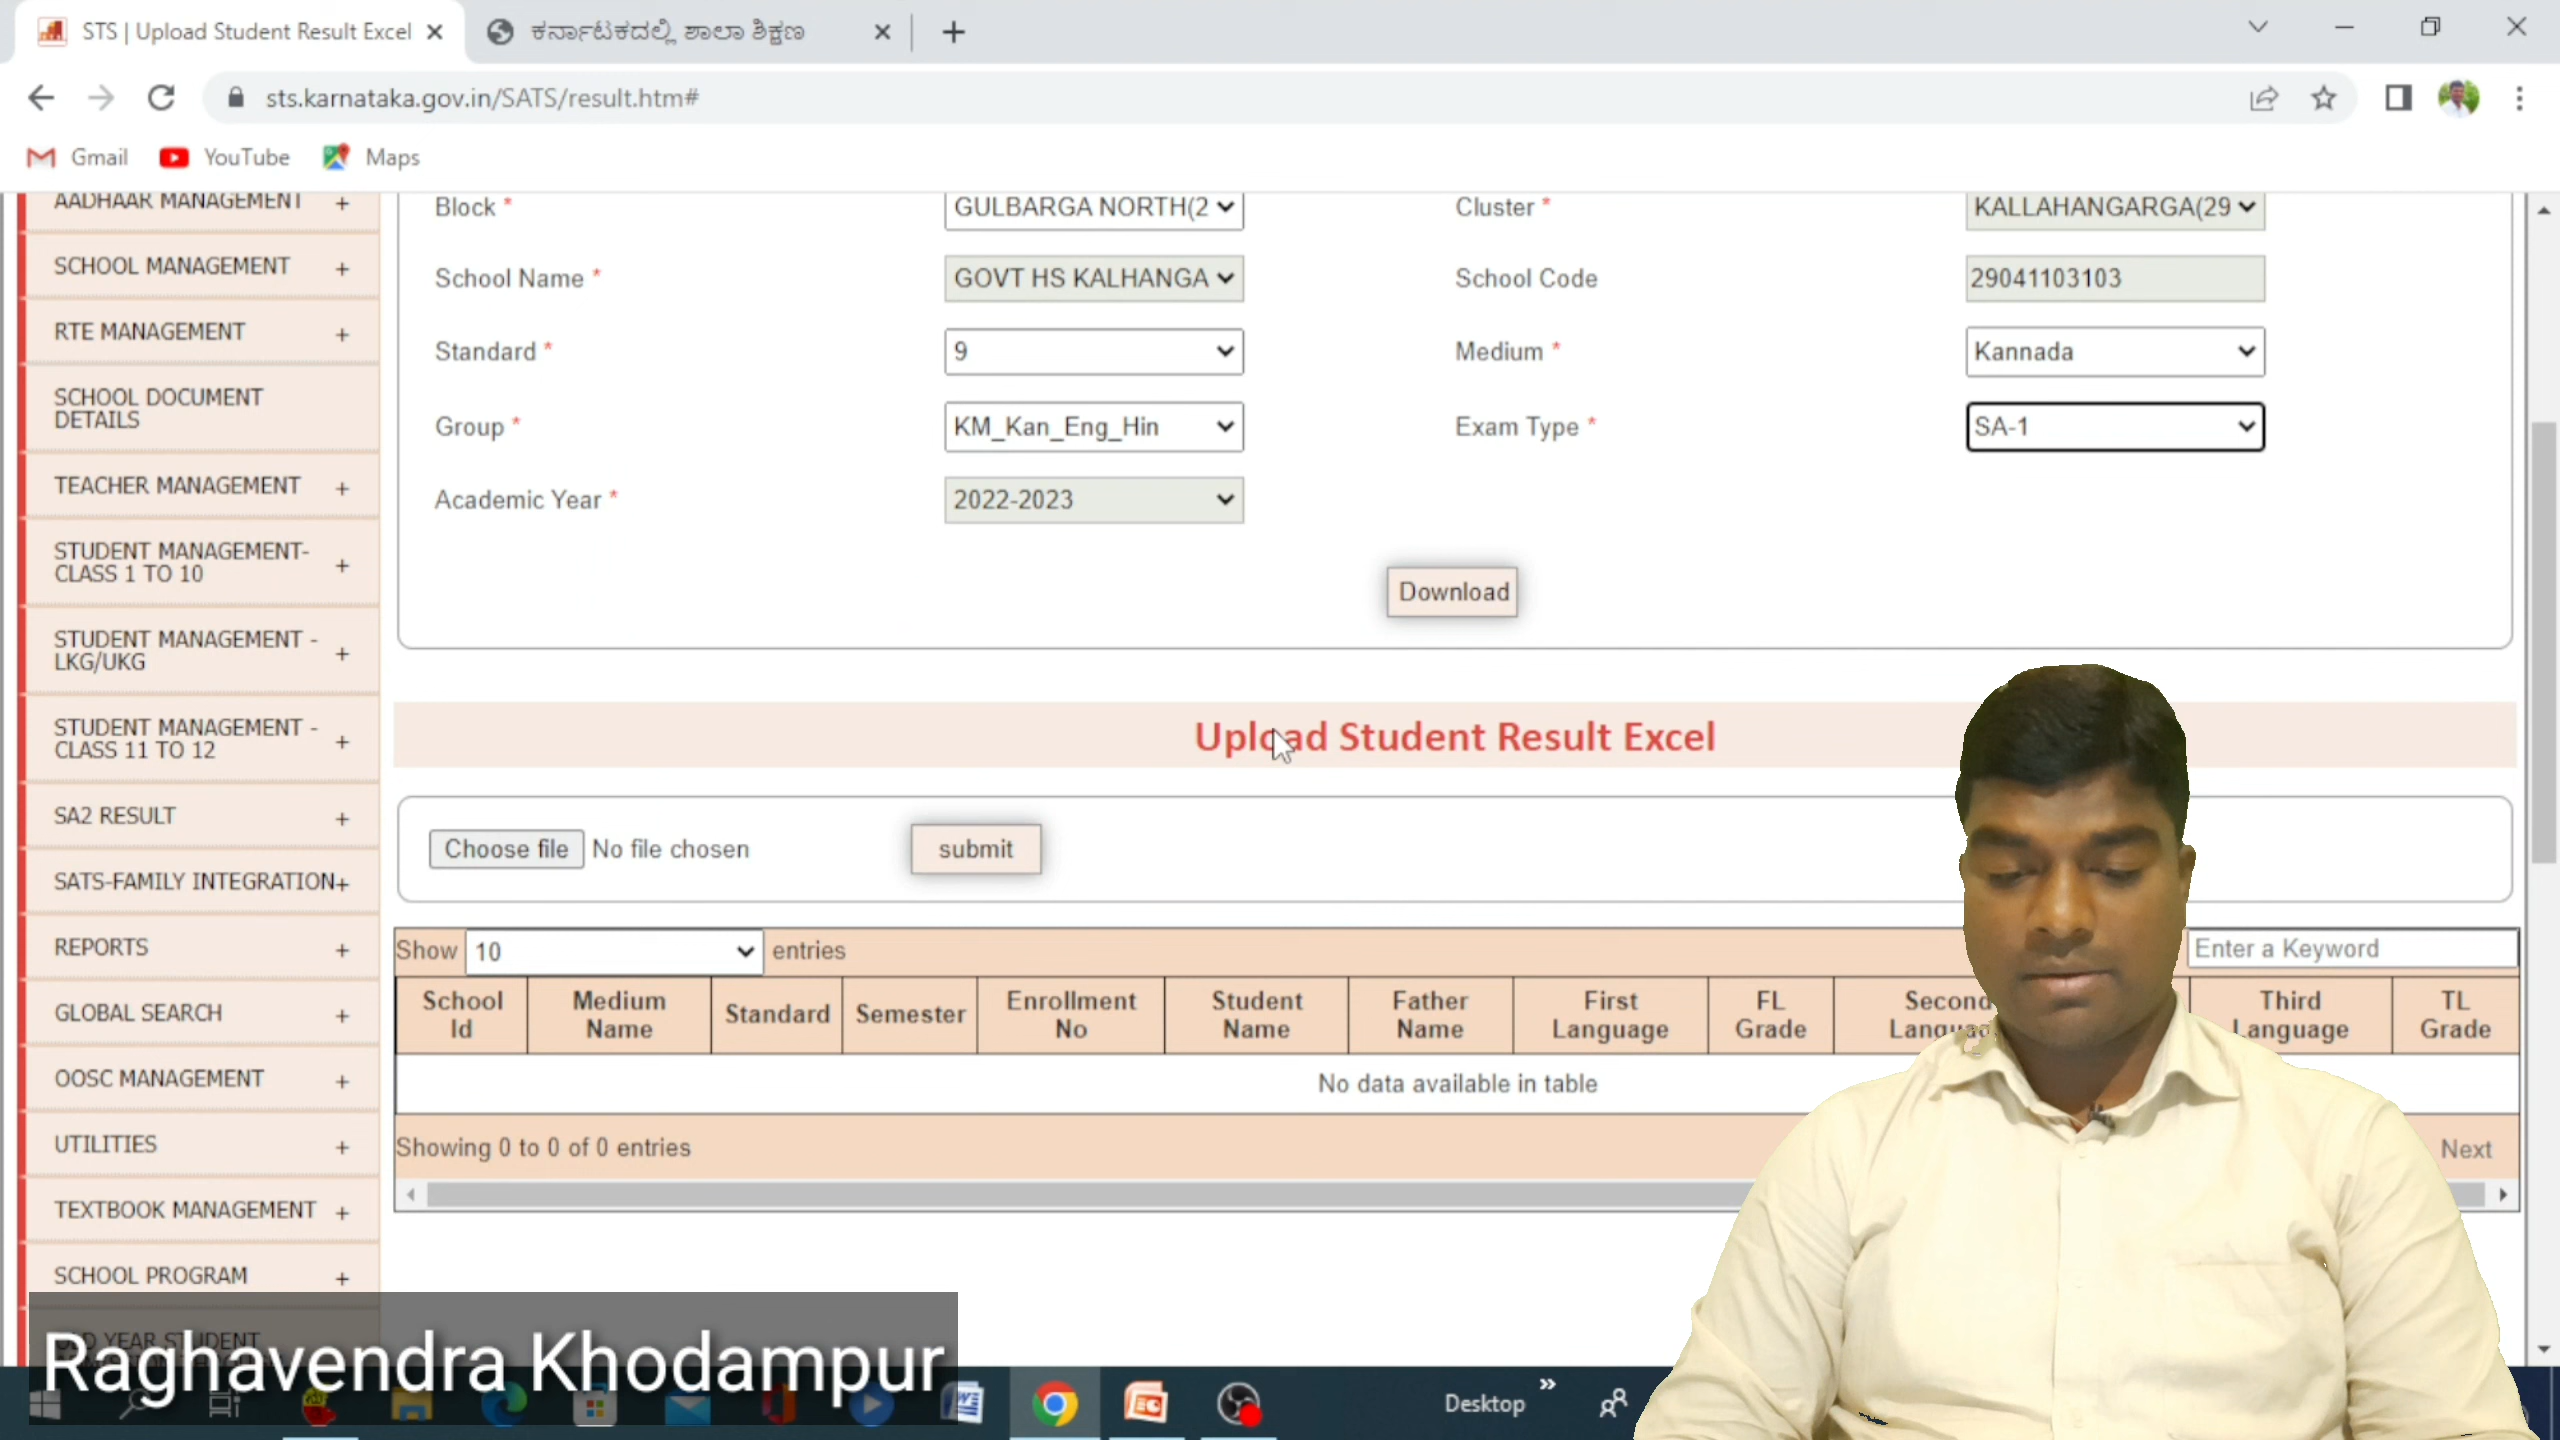 STS | Upload Student Result Excel
ಕರ್ನಾಟಕದಲ್ಲಿ ಶಾಲಾ ಶಿಕ್ಷಣ
sts.karnataka.gov.in/SATS/result.htm#
Gmail YouTube Maps
AADHAAR MANAGEMENT +
SCHOOL MANAGEMENT +
RTE MANAGEMENT +
SCHOOL DOCUMENT
DETAILS
TEACHER MANAGEMENT +
STUDENT MANAGEMENT-
CLASS 1 TO 10 +
STUDENT MANAGEMENT -
LKG/UKG +
STUDENT MANAGEMENT -
CLASS 11 TO 12 +
SA2 RESULT +
SATS-FAMILY INTEGRATION+
REPORTS +
GLOBAL SEARCH +
OOSC MANAGEMENT +
UTILITIES +
TEXTBOOK MANAGEMENT +
SCHOOL PROGRAM +
YEAR STUDENT
Block * GULBARGA NORTH(2 Cluster * KALLAHANGARGA(29
School Name * GOVT HS KALHANGA School Code 29041103103
Standard * 9 Medium * Kannada
Group * KM_Kan_Eng_Hin Exam Type * SA-1
Academic Year * 2022-2023
Download
Upload Student Result Excel
Choose file No file chosen submit
Show 10 entries Enter a Keyword
School Id Medium Name Standard Semester Enrollment No Student Name Father Name First Language FL Grade Second Third Language TL Grade
No data available in table
Showing 0 to 0 of 0 entries Next
Raghavendra Khodampur
Desktop »